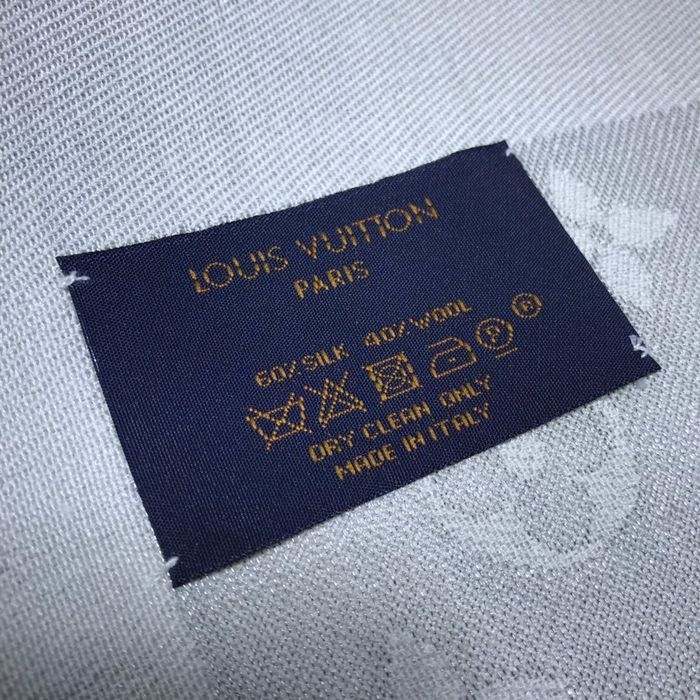 LOUIS VUITTON
PARIS
60% SILK 40% WOOL
P ®
DRY CLEAN ONLY
MADE IN ITALY